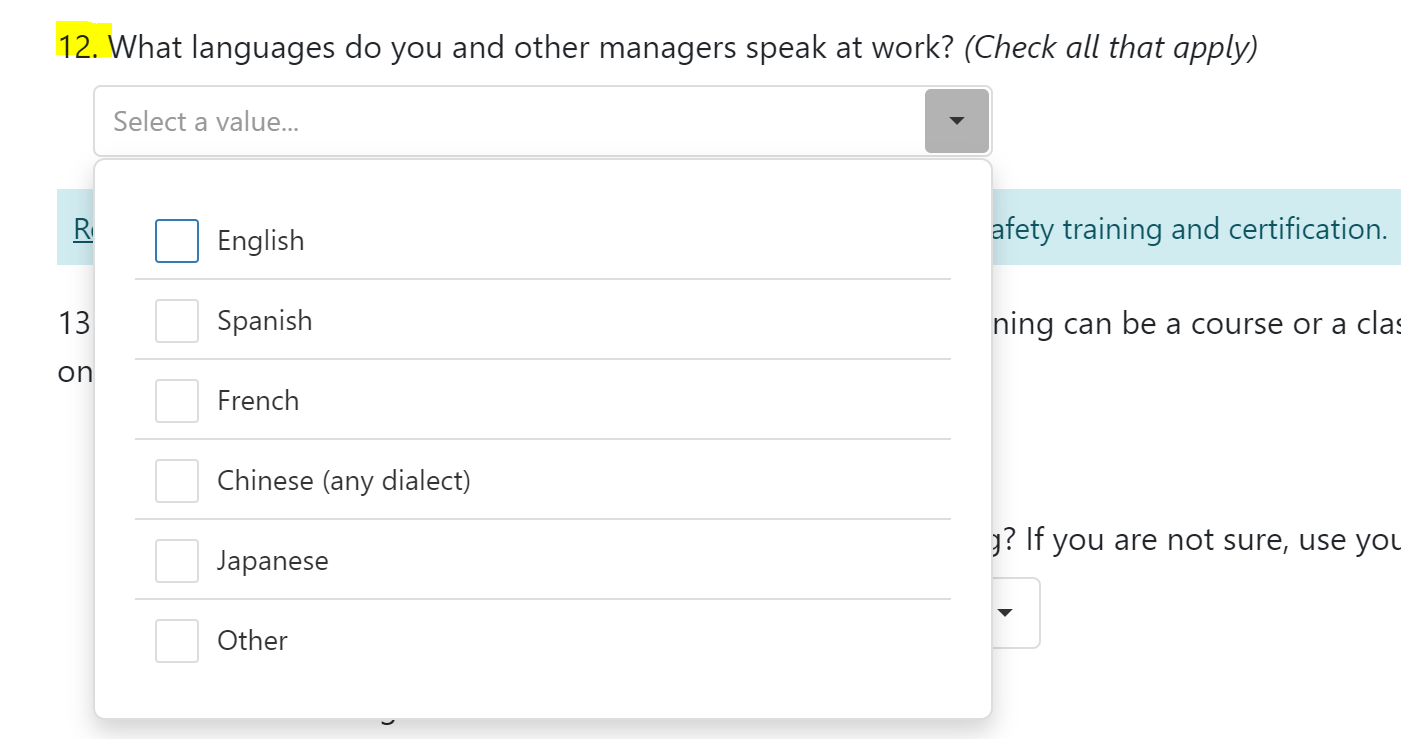 12. What languages do you and other managers speak at work? (Check all that apply)
Select a value...
English
Spanish
French
Chinese (any dialect)
Japanese
Other
afety training and certification.
13
ning can be a course or a clas
on
? If you are not sure, use you